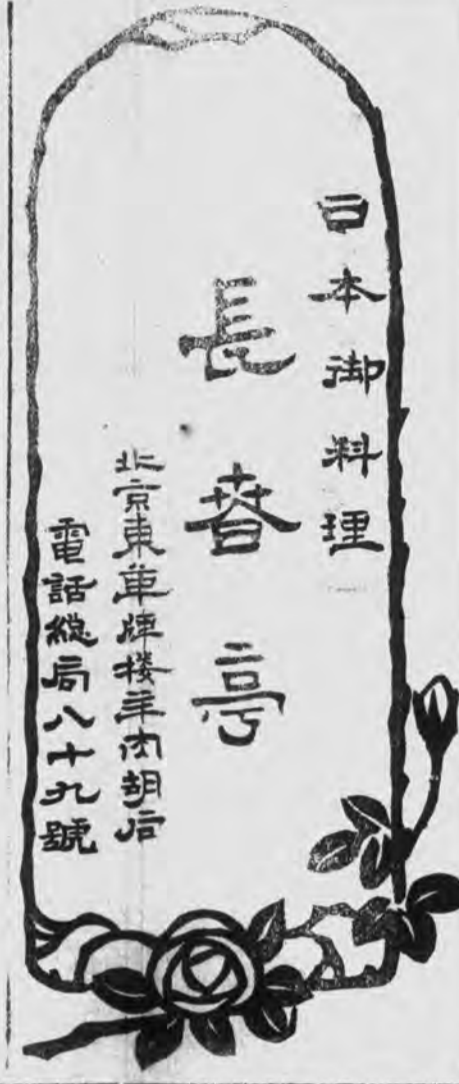 日本御料理
長春亭
北京東單牌楼羊肉胡同
電話總局八十九號